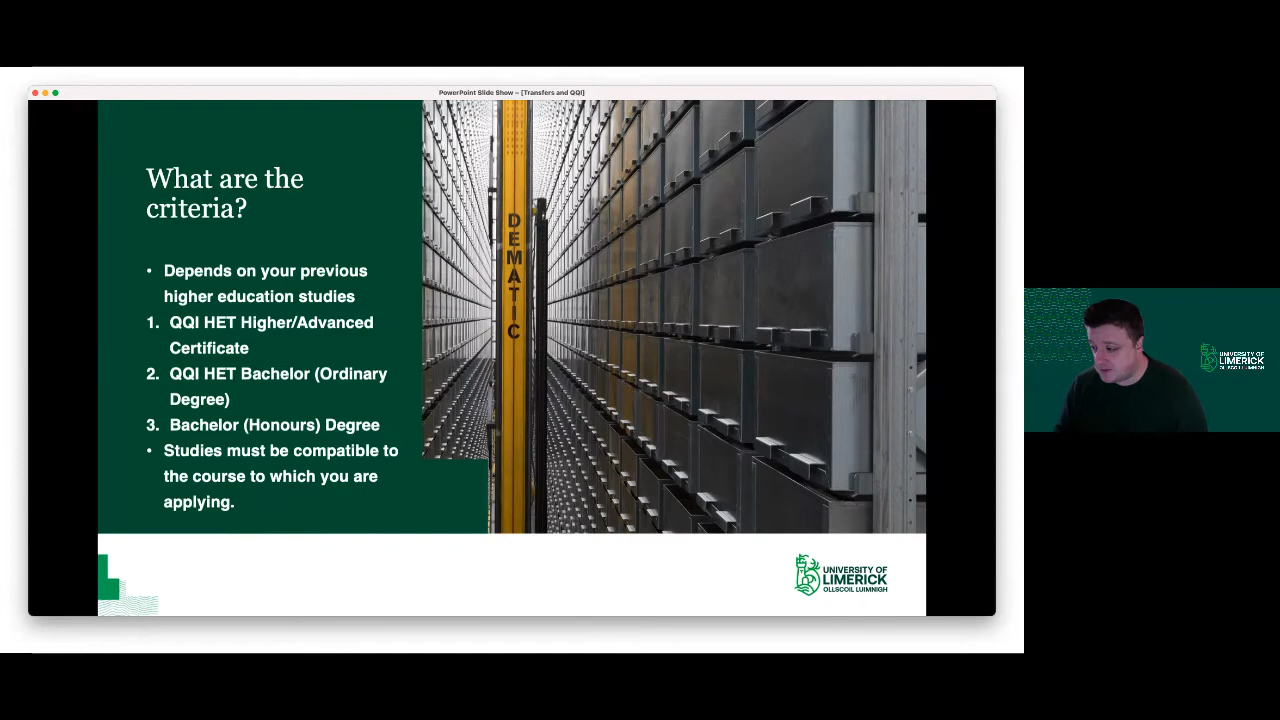 PowerPoint Slide Show – [Transfers and QQI]
What are the
criteria?
• Depends on your previous
higher education studies
1. QQI HET Higher/Advanced
Certificate
2. QQI HET Bachelor (Ordinary
Degree)
3. Bachelor (Honours) Degree
• Studies must be compatible to
the course to which you are
applying.
DEMATIC
UNIVERSITY OF
LIMERICK
OLLSCOIL LUIMNIGH
UNIVERSITY OF
LIMERICK
OLLSCOIL LUIMNIGH